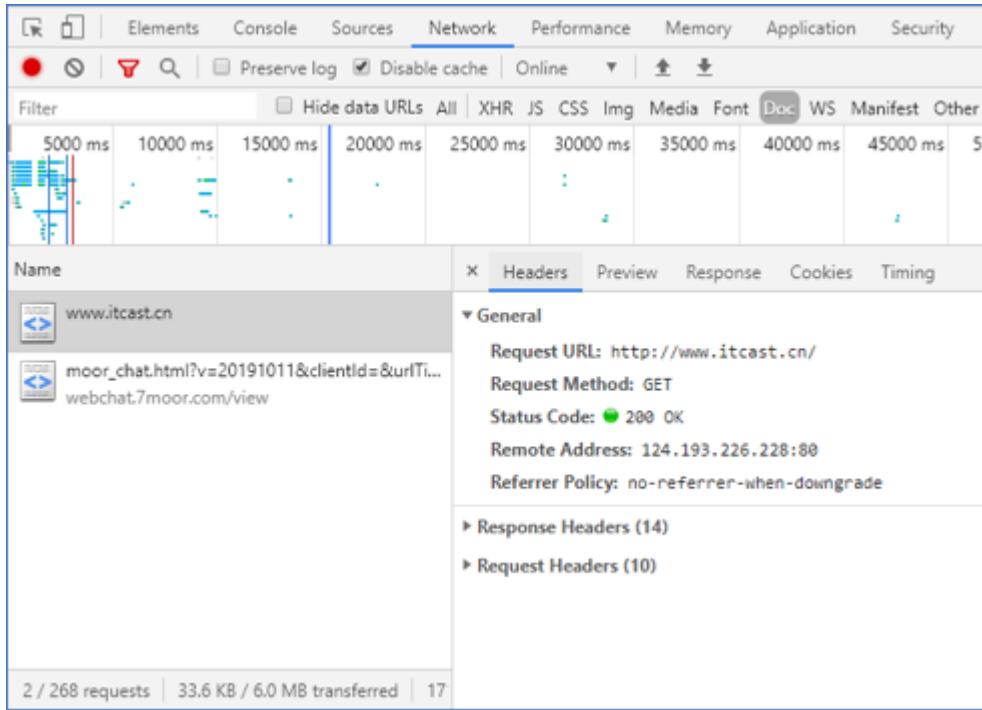 Elements Console Sources Network Performance Memory Application Security
Preserve log Disable cache Online
Filter Hide data URLs All XHR JS CSS Img Media Font Doc WS Manifest Other
5000 ms 10000 ms 15000 ms 20000 ms 25000 ms 30000 ms 35000 ms 40000 ms 45000 ms 5
Name
Headers Preview Response Cookies Timing
www.itcast.cn
moor_chat.html?v=20191011&clientId=&urlTi...
webchat.7moor.com/view
General
Request URL: http://www.itcast.cn/
Request Method: GET
Status Code: 200 OK
Remote Address: 124.193.226.228:80
Referrer Policy: no-referrer-when-downgrade
Response Headers (14)
Request Headers (10)
2 / 268 requests 33.6 KB / 6.0 MB transferred 17